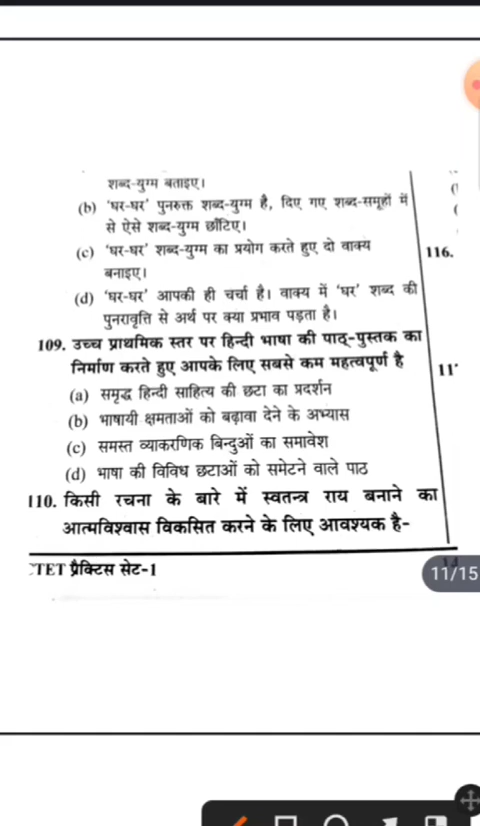 शब्द-युग्म बताइए।
(b) 'घर-घर' पुनरुक्त शब्द-युग्म है, दिए गए शब्द-समूहों में
से ऐसे शब्द-युग्म छाँटिए।
(c) 'घर-घर' शब्द-युग्म का प्रयोग करते हुए दो वाक्य
बनाइए।
(d) 'घर-घर' आपकी ही चर्चा है। वाक्य में 'घर' शब्द की
पुनरावृत्ति से अर्थ पर क्या प्रभाव पड़ता है।
109. उच्च प्राथमिक स्तर पर हिन्दी भाषा की पाठ्-पुस्तक का
निर्माण करते हुए आपके लिए सबसे कम महत्वपूर्ण है
(a) समृद्ध हिन्दी साहित्य की छटा का प्रदर्शन
(b) भाषायी क्षमताओं को बढ़ावा देने के अभ्यास
(c) समस्त व्याकरणिक बिन्दुओं का समावेश
(d) भाषा की विविध छटाओं को समेटने वाले पाठ
110. किसी रचना के बारे में स्वतन्त्र राय बनाने का
आत्मविश्वास विकसित करने के लिए आवश्यक है-
CTET प्रैक्टिस सेट-1
116.
11/15